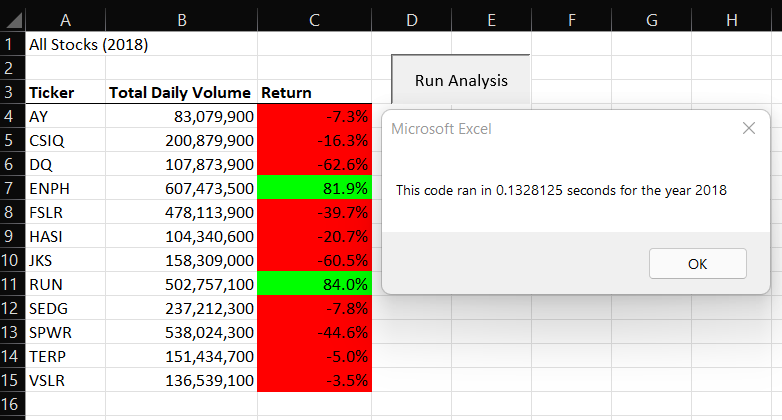 A B C D E F G H
1 All Stocks (2018)
2
Run Analysis
3 Ticker Total Daily Volume Return
4 AY 83,079,900 -7.3%
Microsoft Excel
5 CSIQ 200,879,900 -16.3%
6 DQ 107,873,900 -62.6%
7 ENPH 607,473,500 81.9%
This code ran in 0.1328125 seconds for the year 2018
8 FSLR 478,113,900 -39.7%
9 HASI 104,340,600 -20.7%
10 JKS 158,309,000 -60.5%
OK
11 RUN 502,757,100 84.0%
12 SEDG 237,212,300 -7.8%
13 SPWR 538,024,300 -44.6%
14 TERP 151,434,700 -5.0%
15 VSLR 136,539,100 -3.5%
16